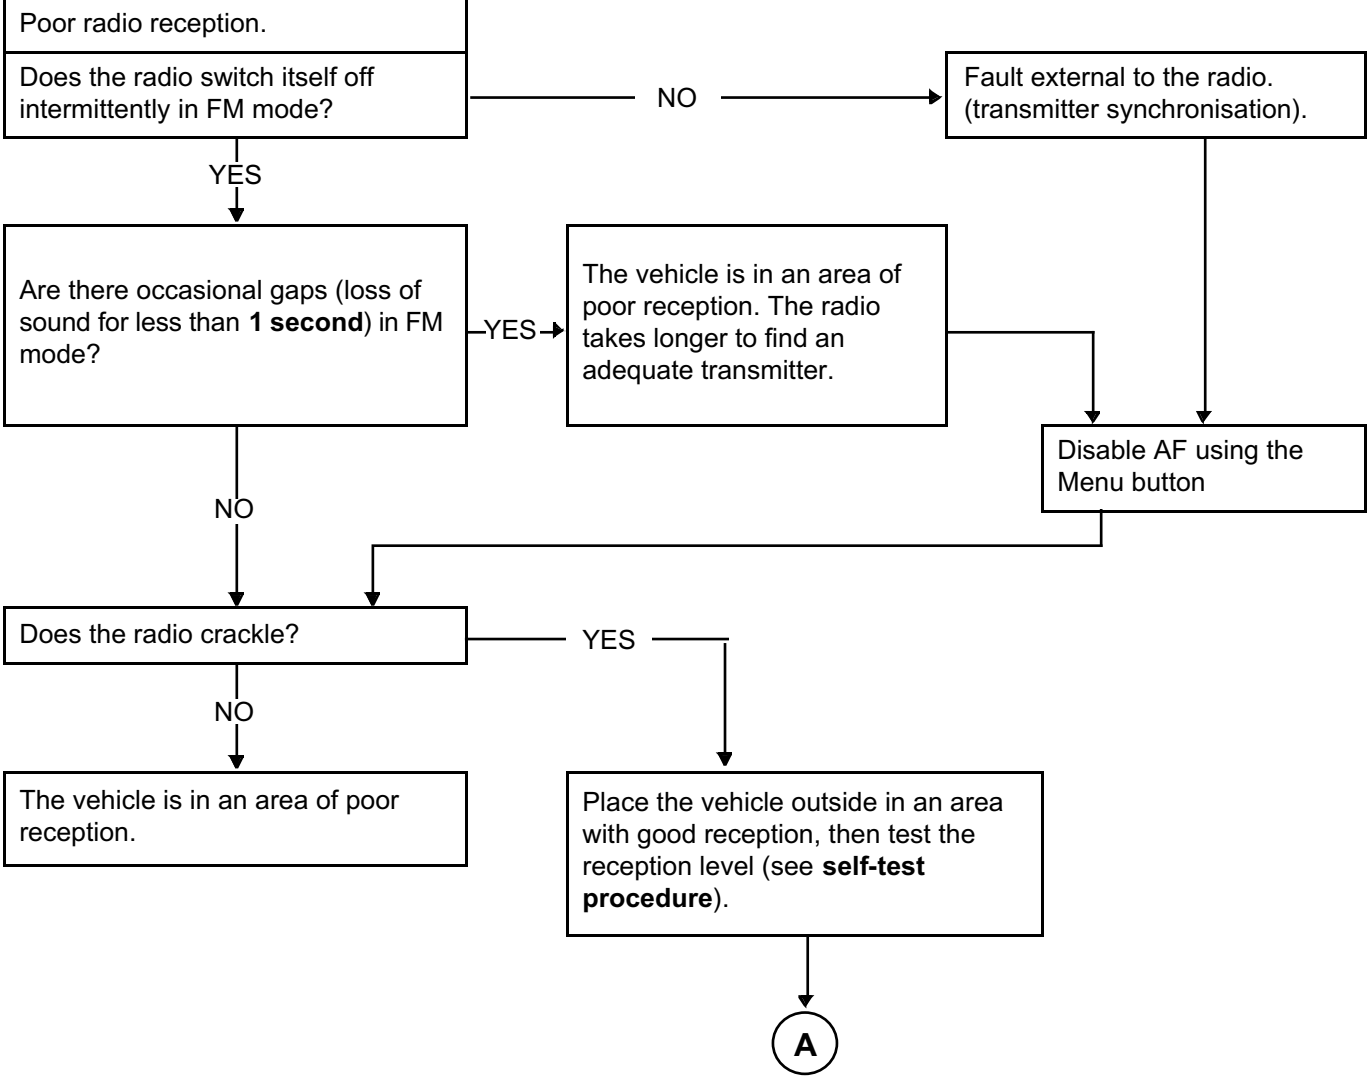 Poor radio reception.
Does the radio switch itself off
intermittently in FM mode?
NO
Fault external to the radio.
(transmitter synchronisation).
YES
Are there occasional gaps (loss of
sound for less than 1 second) in FM
mode?
YES
The vehicle is in an area of
poor reception. The radio
takes longer to find an
adequate transmitter.
Disable AF using the
Menu button
NO
Does the radio crackle?
YES
NO
The vehicle is in an area of poor
reception.
Place the vehicle outside in an area
with good reception, then test the
reception level (see self-test
procedure).
A